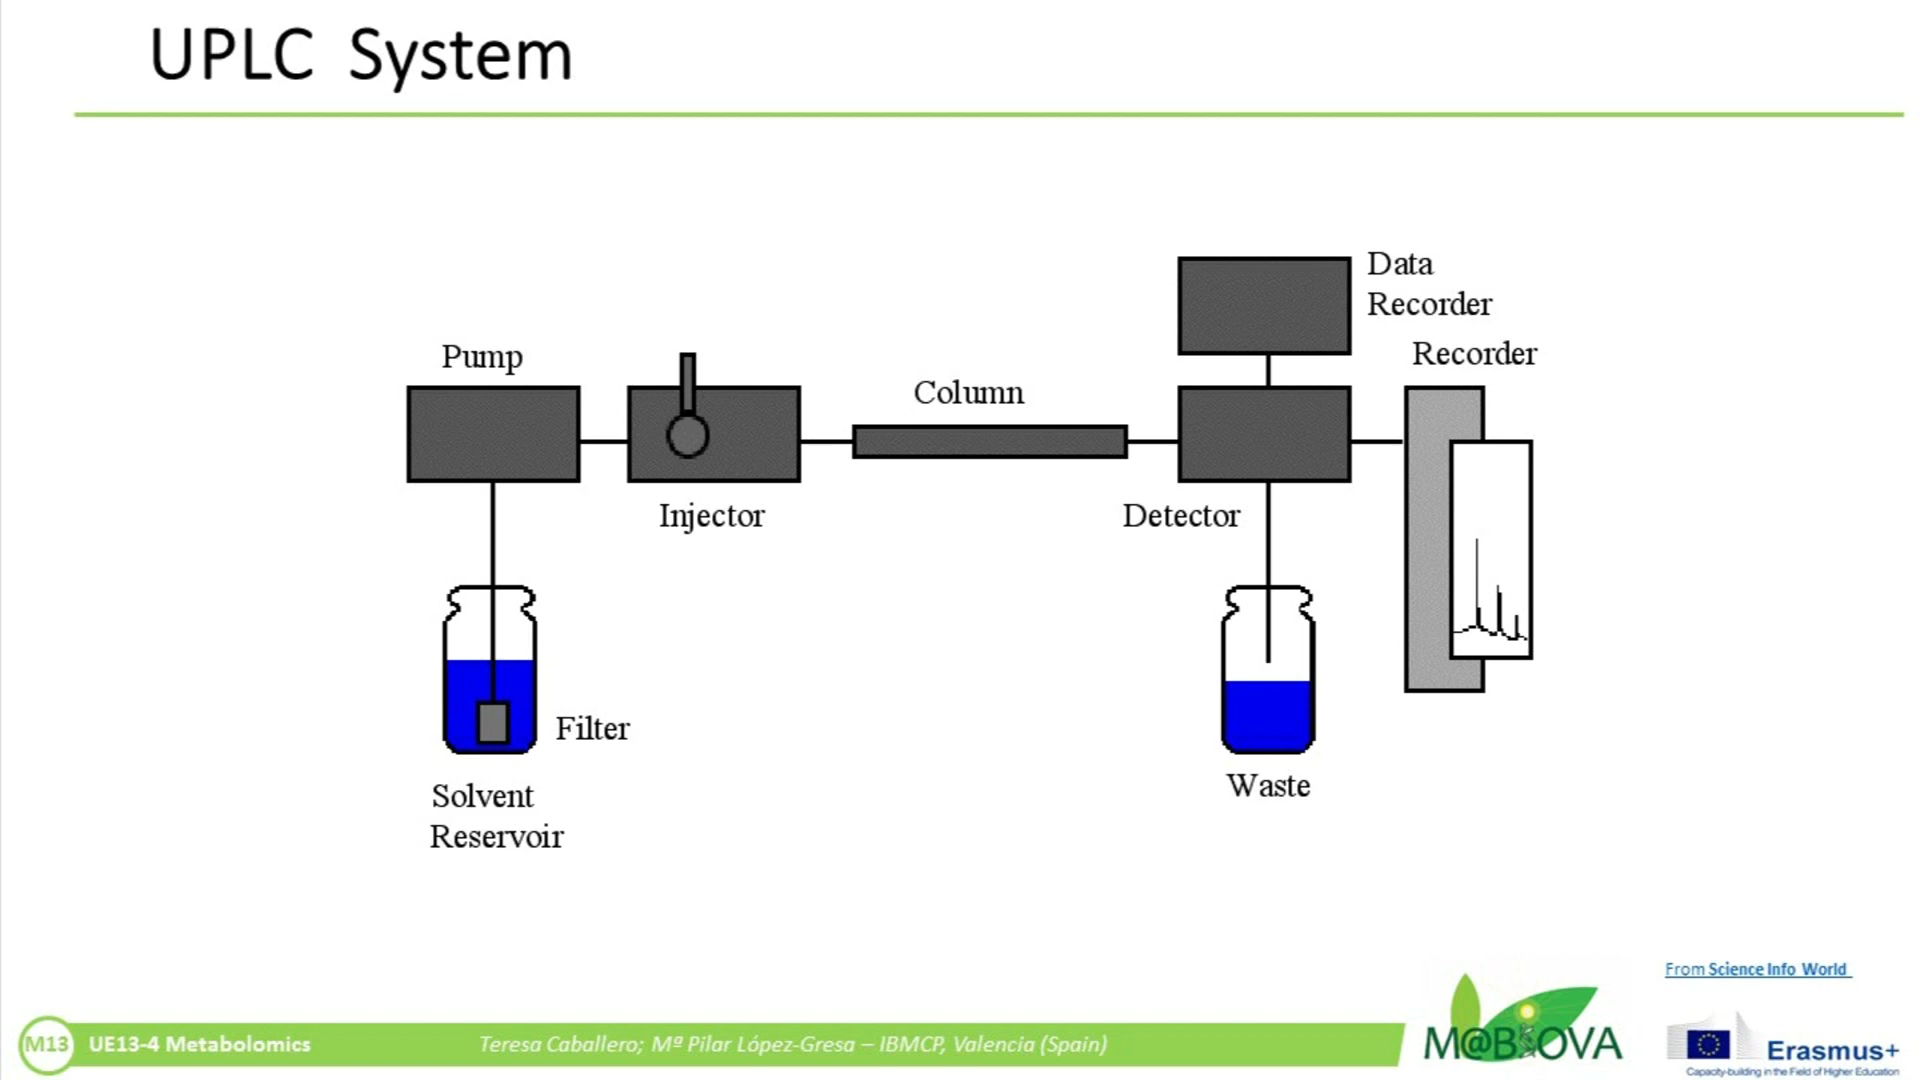 UPLC System
Data
Recorder
Recorder
Pump
Column
Injector
Detector
Filter
Solvent
Reservoir
Waste
From Science Info World
M13 UE13-4 Metabolomics
Teresa Caballero; Mª Pilar López-Gresa – IBMCP, Valencia (Spain)
M@BIOVA
Erasmus+
Capacity-building in the Field of Higher Education